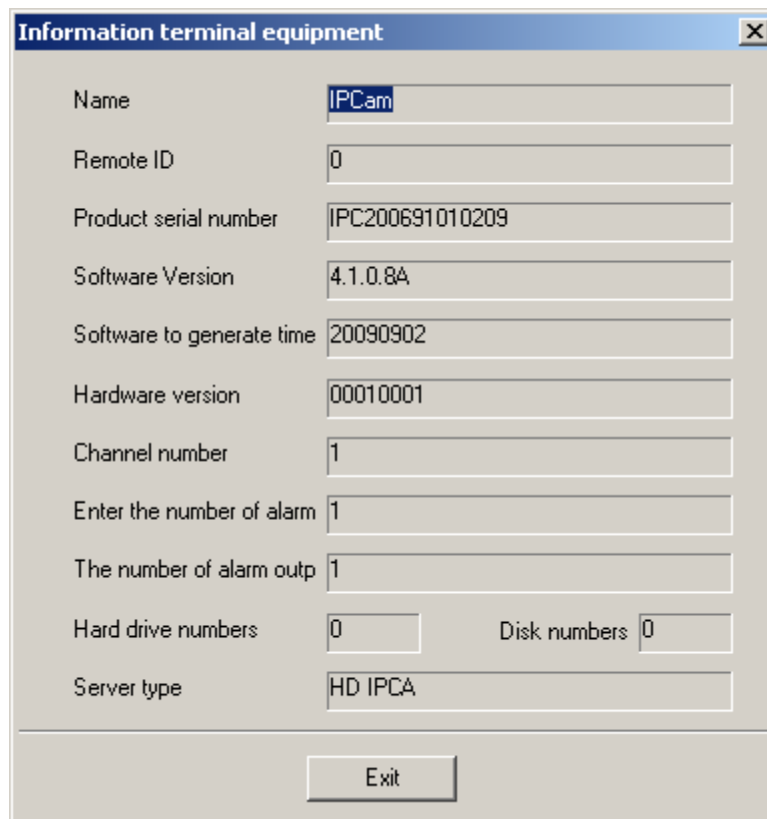 Information terminal equipment
Name IPCam
Remote ID 0
Product serial number IPC200691010209
Software Version 4.1.0.8A
Software to generate time 20090902
Hardware version 00010001
Channel number 1
Enter the number of alarm 1
The number of alarm outp 1
Hard drive numbers 0 Disk numbers 0
Server type HD IPCA
Exit